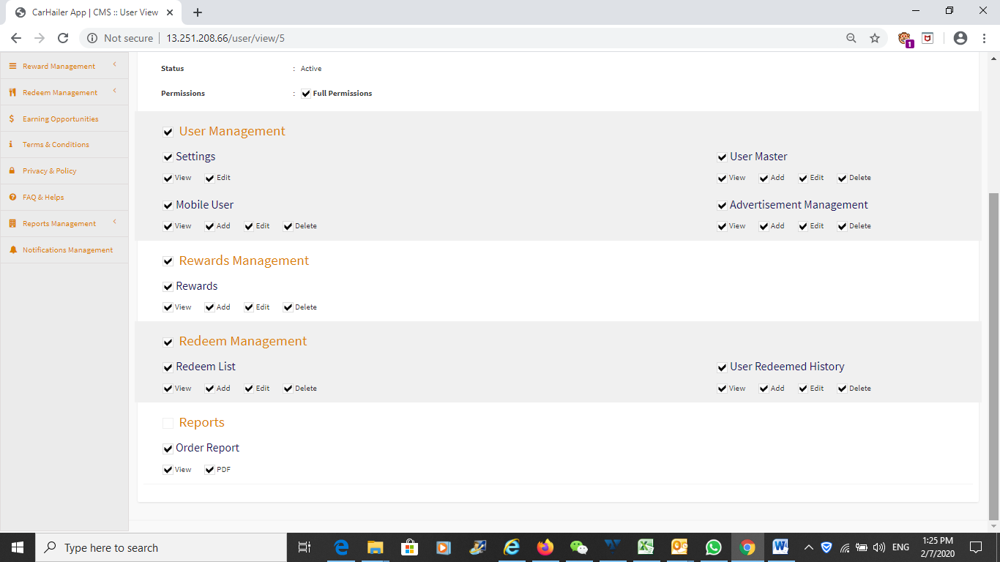 CarHailer App | CMS :: User View
Not secure
13.251.208.66/user/view/5
1
Reward Management
Redeem Management
Earning Opportunities
Terms & Conditions
Privacy & Policy
FAQ & Helps
Reports Management
Notifications Management
Status : Active
Permissions : Full Permissions
User Management
Settings User Master
View Edit View Add Edit Delete
Mobile User Advertisement Management
View Add Edit Delete View Add Edit Delete
Rewards Management
Rewards
View Add Edit Delete
Redeem Management
Redeem List User Redeemed History
View Add Edit Delete View Add Edit Delete
Reports
Order Report
View PDF
Type here to search
ENG
1:25 PM
2/7/2020